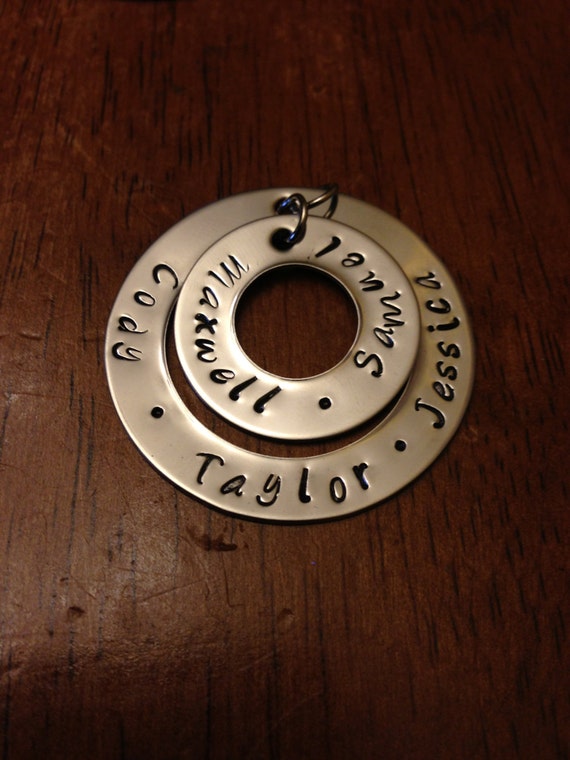 Cody • Taylor • Jessica
Maxwell • Samuel